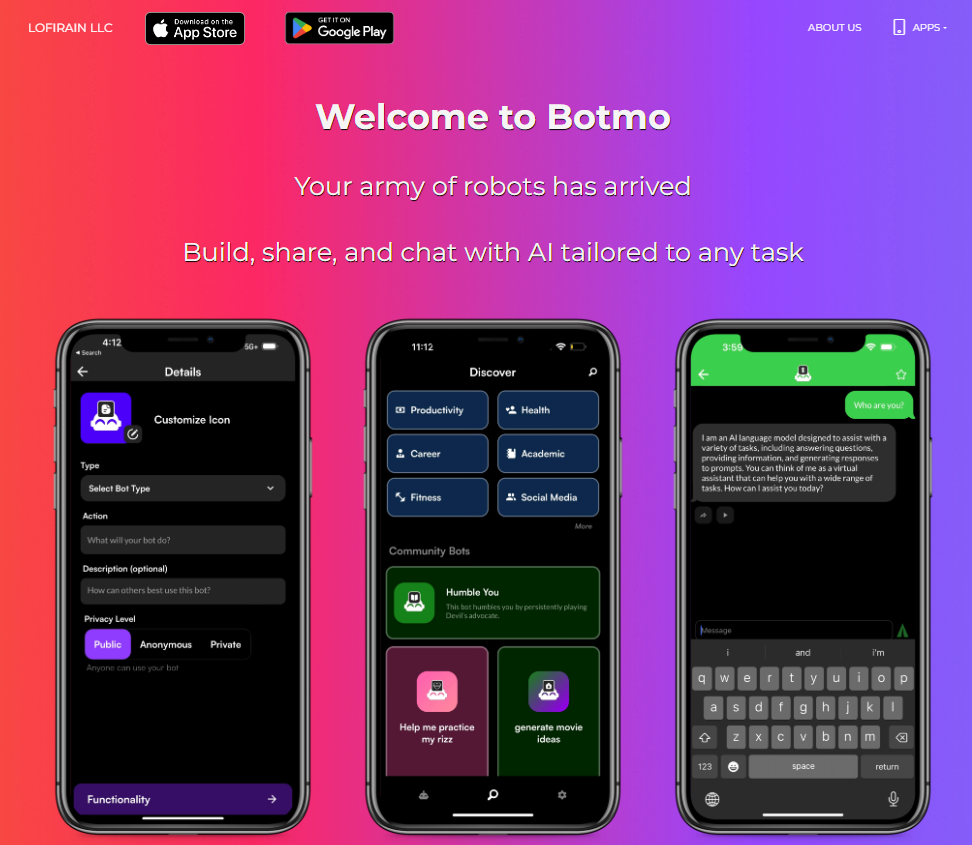 LOFIRAIN LLC
Download on the
App Store
GET IT ON
Google Play
ABOUT US
APPS
Welcome to Botmo
Your army of robots has arrived
Build, share, and chat with AI tailored to any task
4:12
Search
5G+
Details
Customize Icon
Type
Select Bot Type
Action
What will your bot do?
Description (optional)
How can others best use this bot?
Privacy Level
Public Anonymous Private
Anyone can use your bot
Functionality
11:12
Discover
Productivity
Health
Career
Academic
Fitness
Social Media
More
Community Bots
Humble You
This bot humbles you by persistently playing
Devil's advocate.
Help me practice
my rizz
generate movie
ideas
3:59
Who are you?
I am an AI language model designed to assist with a
variety of tasks, including answering questions,
providing information, and generating responses
to prompts. You can think of me as a virtual
assistant that can help you with a wide range of
tasks. How can I assist you today?
Message
i and i'm
q w e r t y u i o p
a s d f g h j k l
z x c v b n m
123 space return